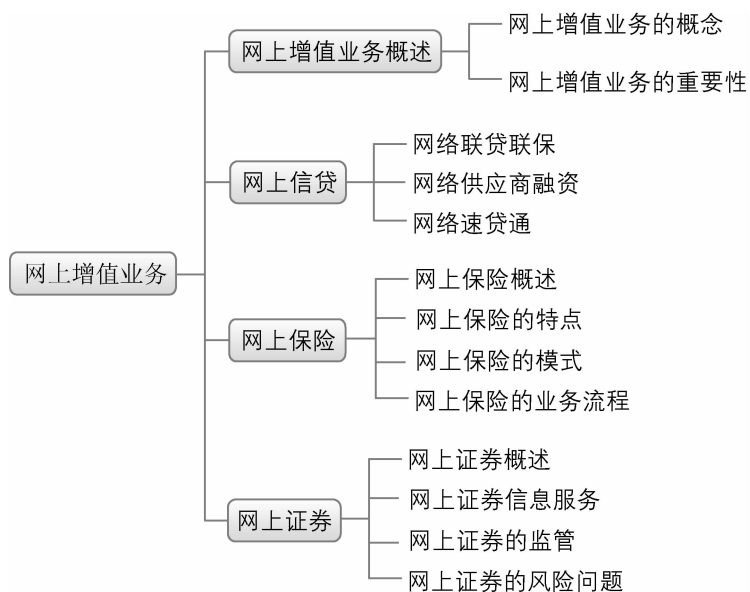 网上增值业务
网上增值业务概述
网上增值业务的概念
网上增值业务的重要性
网上信贷
网络联贷联保
网络供应商融资
网络速贷通
网上保险
网上保险概述
网上保险的特点
网上保险的模式
网上保险的业务流程
网上证券
网上证券概述
网上证券信息服务
网上证券的监管
网上证券的风险问题